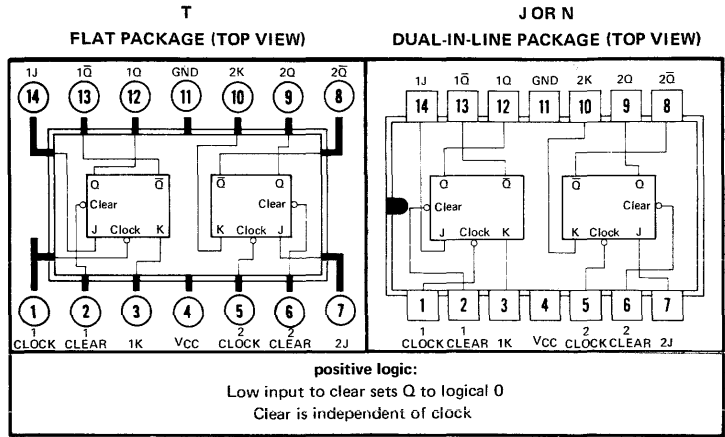 T
FLAT PACKAGE (TOP VIEW)
1J 1Q̅ 1Q GND 2K 2Q 2Q̅
14 13 12 11 10 9 8
Q Q̅ Q̅ Q
Clear Clear
J Clock K K Clock J
1 2 3 4 5 6 7
1 CLOCK 1 CLEAR 1K VCC 2 CLOCK 2 CLEAR 2J
J OR N
DUAL-IN-LINE PACKAGE (TOP VIEW)
1J 1Q̅ 1Q GND 2K 2Q 2Q̅
14 13 12 11 10 9 8
Q Q̅ Q̅ Q
Clear Clear
J Clock K K Clock J
1 2 3 4 5 6 7
1 CLOCK 1 CLEAR 1K VCC 2 CLOCK 2 CLEAR 2J
positive logic:
Low input to clear sets Q to logical 0
Clear is independent of clock